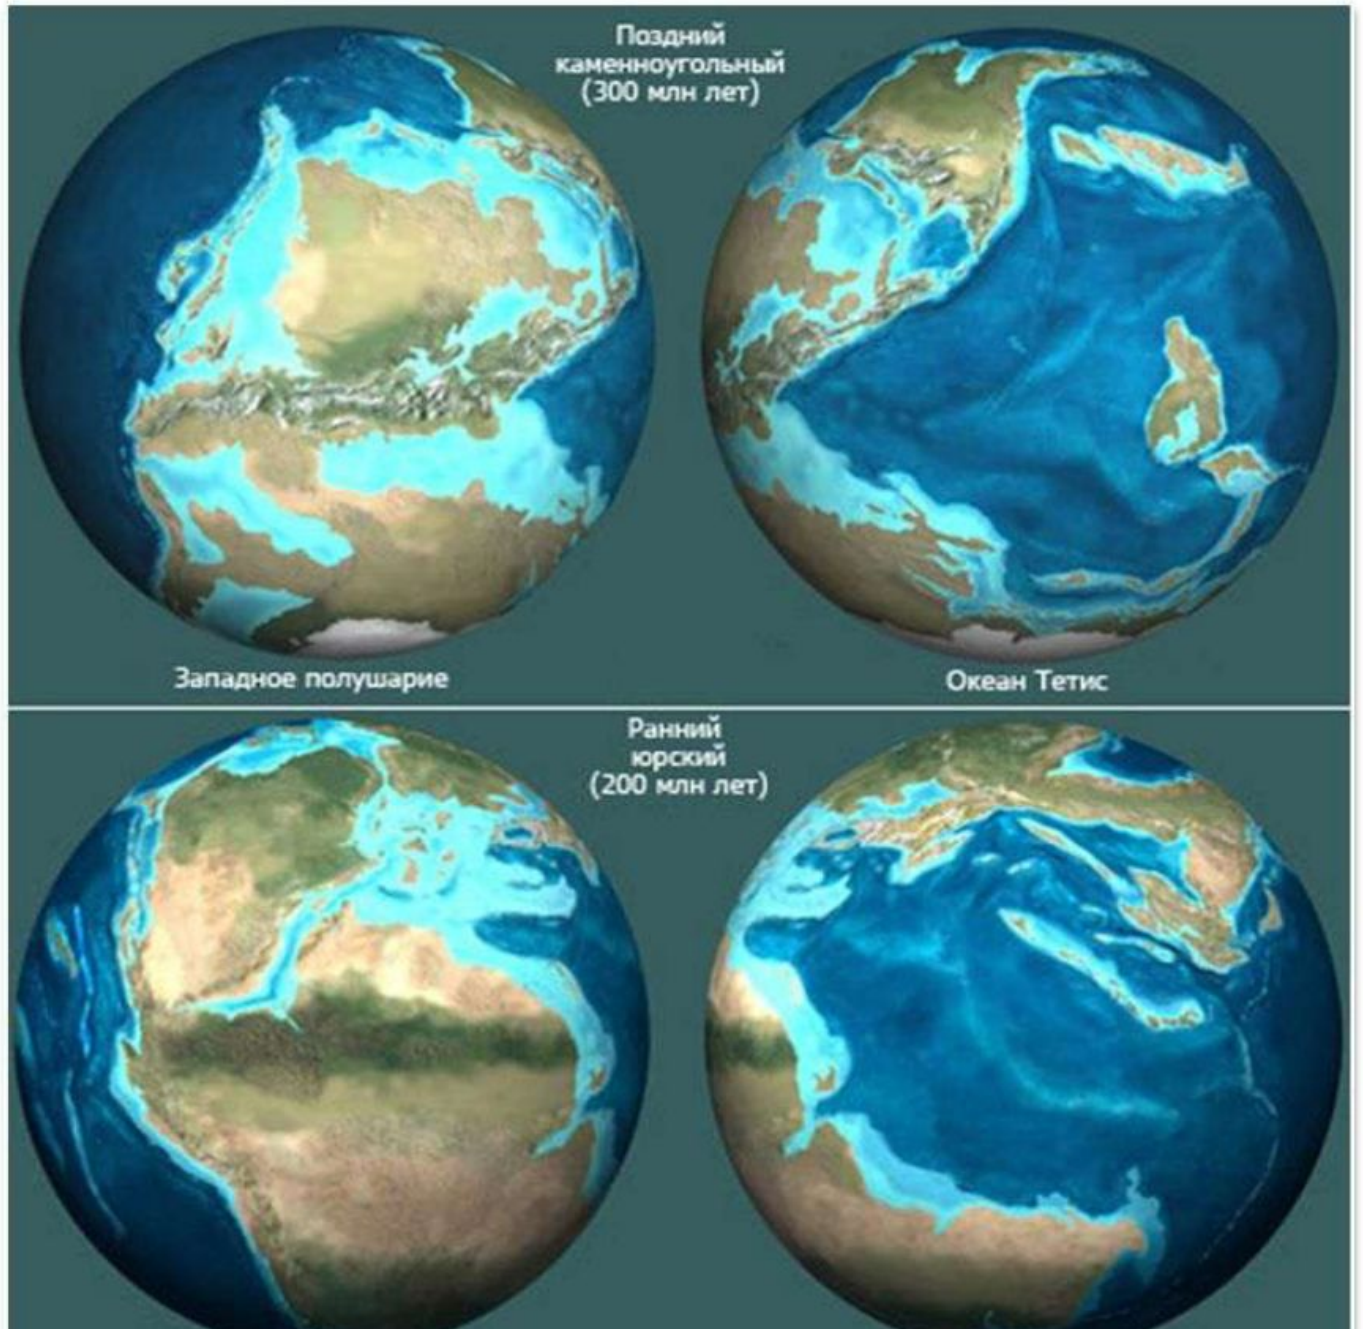 Поздний
каменноугольный
(300 млн лет)
Западное полушарие
Океан Тетис
Ранний
юрский
(200 млн лет)